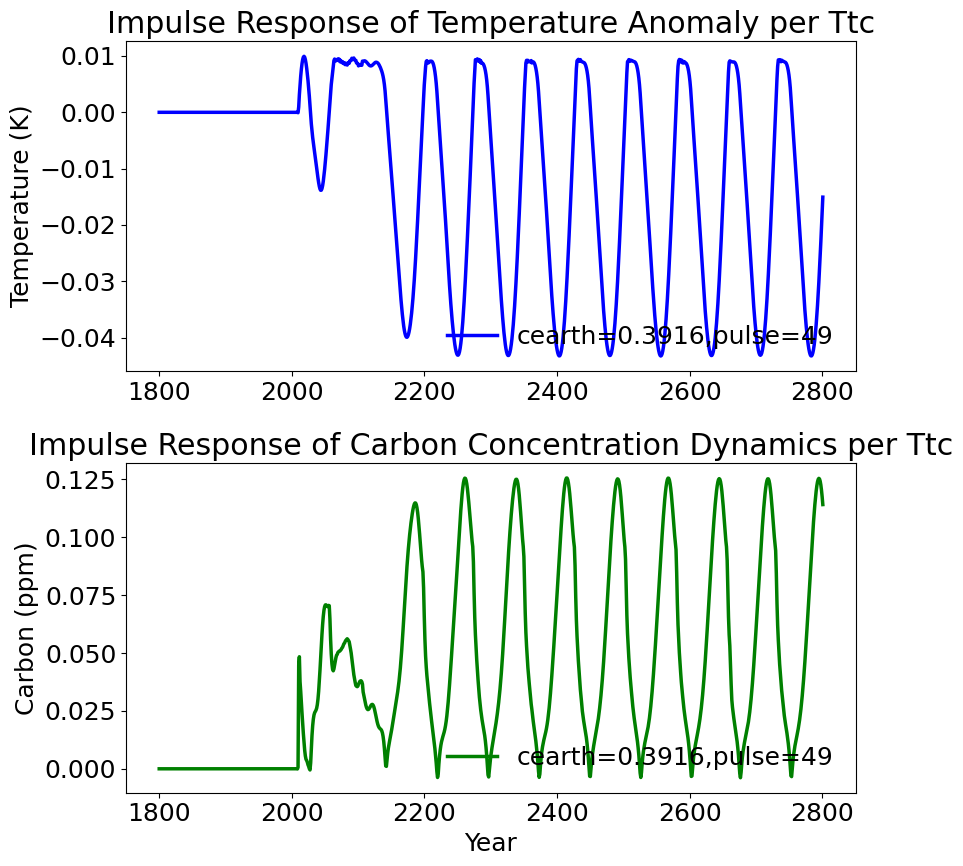 Impulse Response of Temperature Anomaly per Ttc
Temperature (K)
0.01
0.00
−0.01
−0.02
−0.03
−0.04
cearth=0.3916,pulse=49
1800 2000 2200 2400 2600 2800
Impulse Response of Carbon Concentration Dynamics per Ttc
Carbon (ppm)
0.125
0.100
0.075
0.050
0.025
0.000
cearth=0.3916,pulse=49
1800 2000 2200 2400 2600 2800
Year